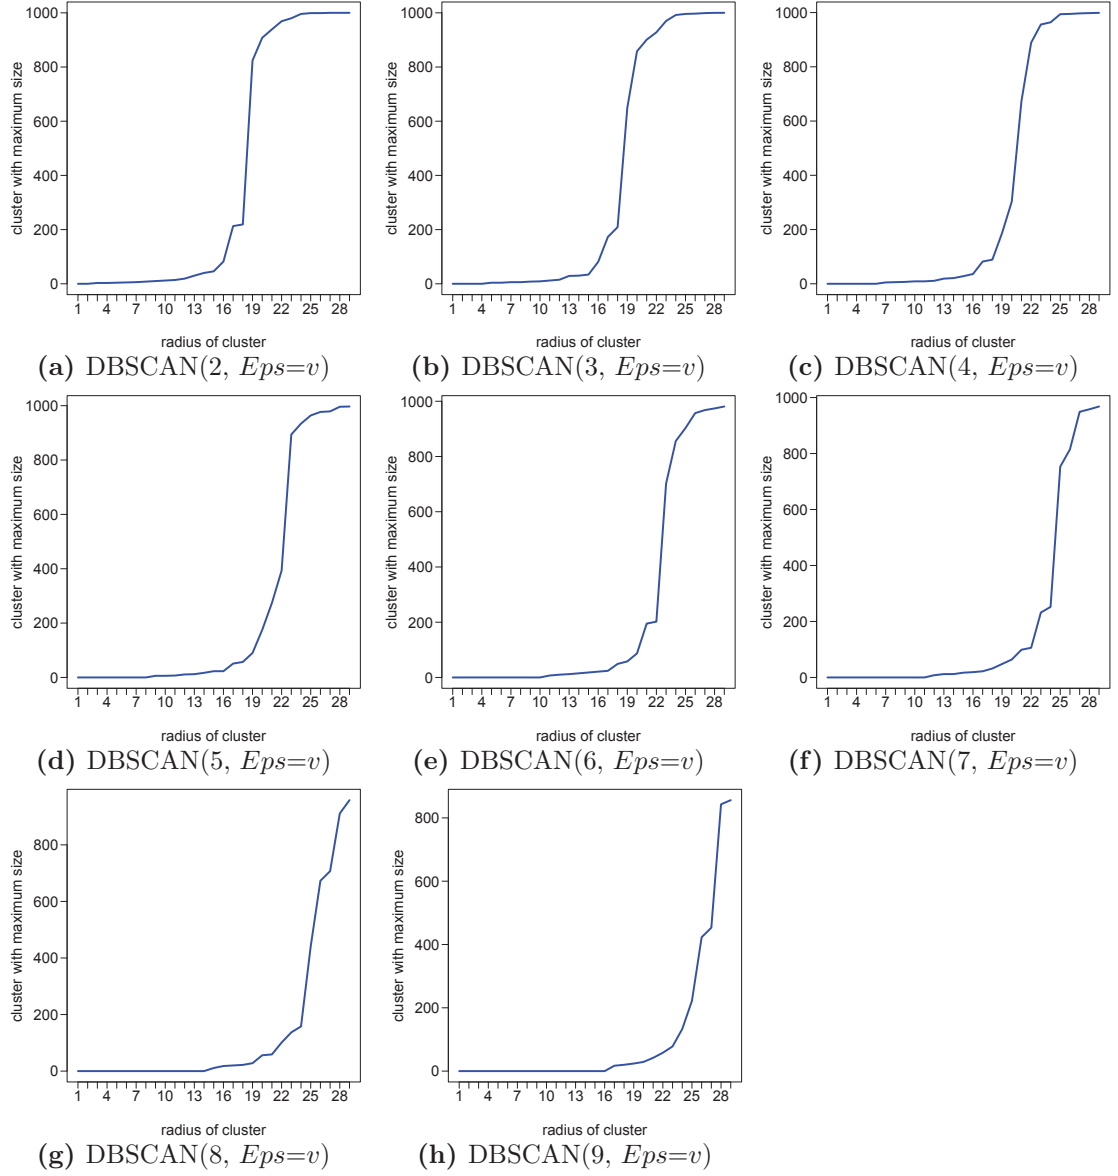 cluster with maximum size
1000
800
600
400
200
0
1 4 7 10 13 16 19 22 25 28
radius of cluster
(a) DBSCAN(2, Eps=v)
cluster with maximum size
1000
800
600
400
200
0
1 4 7 10 13 16 19 22 25 28
radius of cluster
(b) DBSCAN(3, Eps=v)
cluster with maximum size
1000
800
600
400
200
0
1 4 7 10 13 16 19 22 25 28
radius of cluster
(c) DBSCAN(4, Eps=v)
cluster with maximum size
1000
800
600
400
200
0
1 4 7 10 13 16 19 22 25 28
radius of cluster
(d) DBSCAN(5, Eps=v)
cluster with maximum size
1000
800
600
400
200
0
1 4 7 10 13 16 19 22 25 28
radius of cluster
(e) DBSCAN(6, Eps=v)
cluster with maximum size
1000
800
600
400
200
0
1 4 7 10 13 16 19 22 25 28
radius of cluster
(f) DBSCAN(7, Eps=v)
cluster with maximum size
800
600
400
200
0
1 4 7 10 13 16 19 22 25 28
radius of cluster
(g) DBSCAN(8, Eps=v)
cluster with maximum size
800
600
400
200
0
1 4 7 10 13 16 19 22 25 28
radius of cluster
(h) DBSCAN(9, Eps=v)